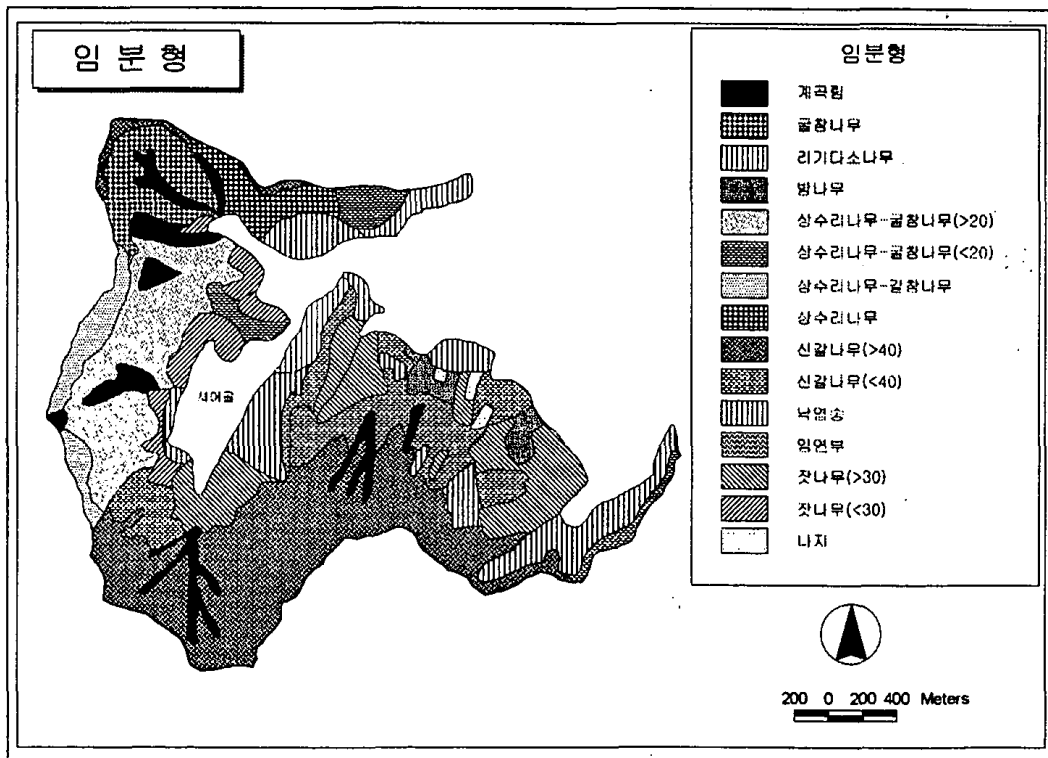 임 분 형
임분형
계곡림
굴참나무
리기다소나무
밤나무
상수리나무-굴참나무(>20)
상수리나무-굴참나무(<20)
상수리나무-갈참나무
상수리나무
신갈나무(>40)
신갈나무(<40)
낙엽송
임연부
잣나무(>30)
잣나무(<30)
나지
200 0 200 400 Meters